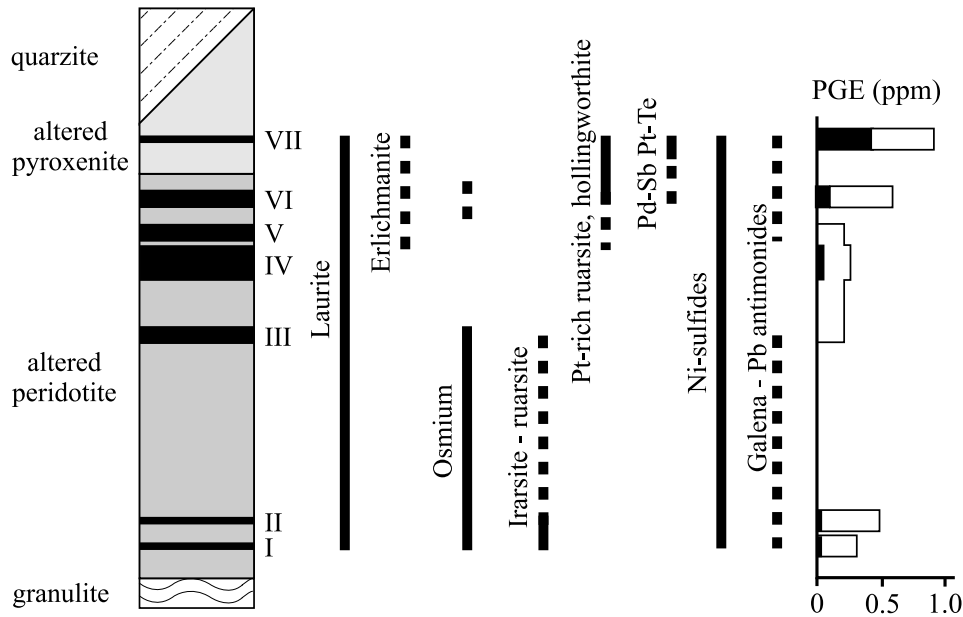 quarzite
altered
pyroxenite
altered
peridotite
granulite
VII
VI
V
IV
III
II
I
Laurite
Erlichmanite
Osmium
Irarsite - ruarsite
Pt-rich ruarsite, hollingworthite
Pd-Sb Pt-Te
Ni-sulfides
Galena - Pb antimonides
PGE (ppm)
0 0.5 1.0